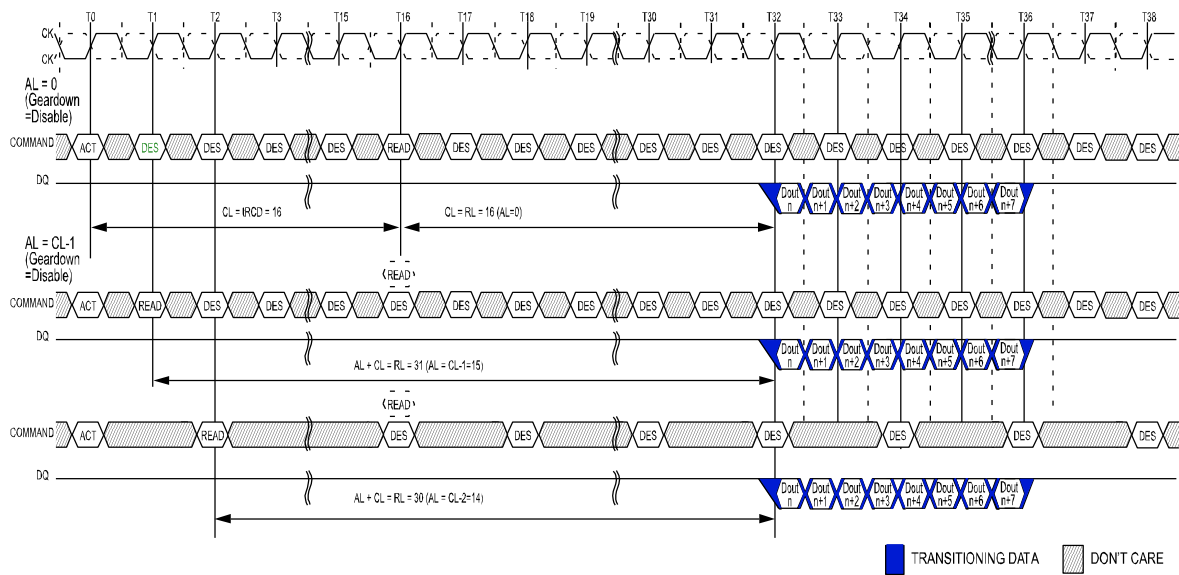 T0 T1 T2 T3 T15 T16 T17 T18 T19 T30 T31 T32 T33 T34 T35 T36 T37 T38
CK
CK
AL = 0
(Geardown
=Disable)
COMMAND ACT DES DES DES DES READ DES DES DES DES DES DES DES DES DES DES DES DES
DQ
Dout n Dout n+1 Dout n+2 Dout n+3 Dout n+4 Dout n+5 Dout n+6 Dout n+7
CL = tRCD = 16 CL = RL = 16 (AL=0)
AL = CL-1
(Geardown
=Disable)
READ
COMMAND ACT READ DES DES DES DES DES DES DES DES DES DES DES DES DES DES DES DES
DQ
Dout n Dout n+1 Dout n+2 Dout n+3 Dout n+4 Dout n+5 Dout n+6 Dout n+7
AL + CL = RL = 31 (AL = CL-1=15)
READ
COMMAND ACT READ DES DES DES DES DES DES DES
DQ
Dout n Dout n+1 Dout n+2 Dout n+3 Dout n+4 Dout n+5 Dout n+6 Dout n+7
AL + CL = RL = 30 (AL = CL-2=14)
TRANSITIONING DATA DON'T CARE